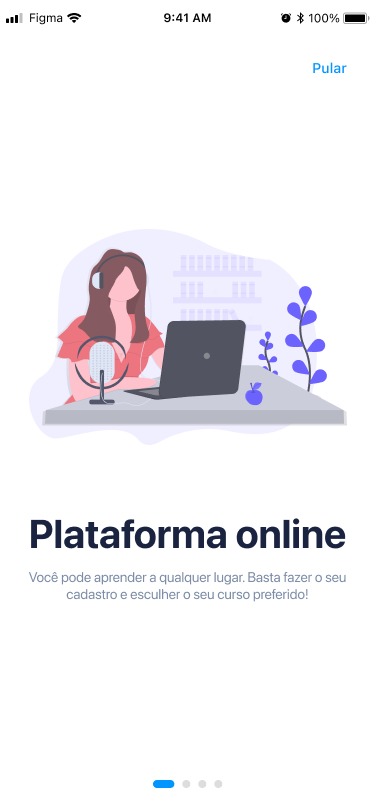 Figma 9:41 AM 100%
Pular
Plataforma online
Você pode aprender a qualquer lugar. Basta fazer o seu
cadastro e esculher o seu curso preferido!